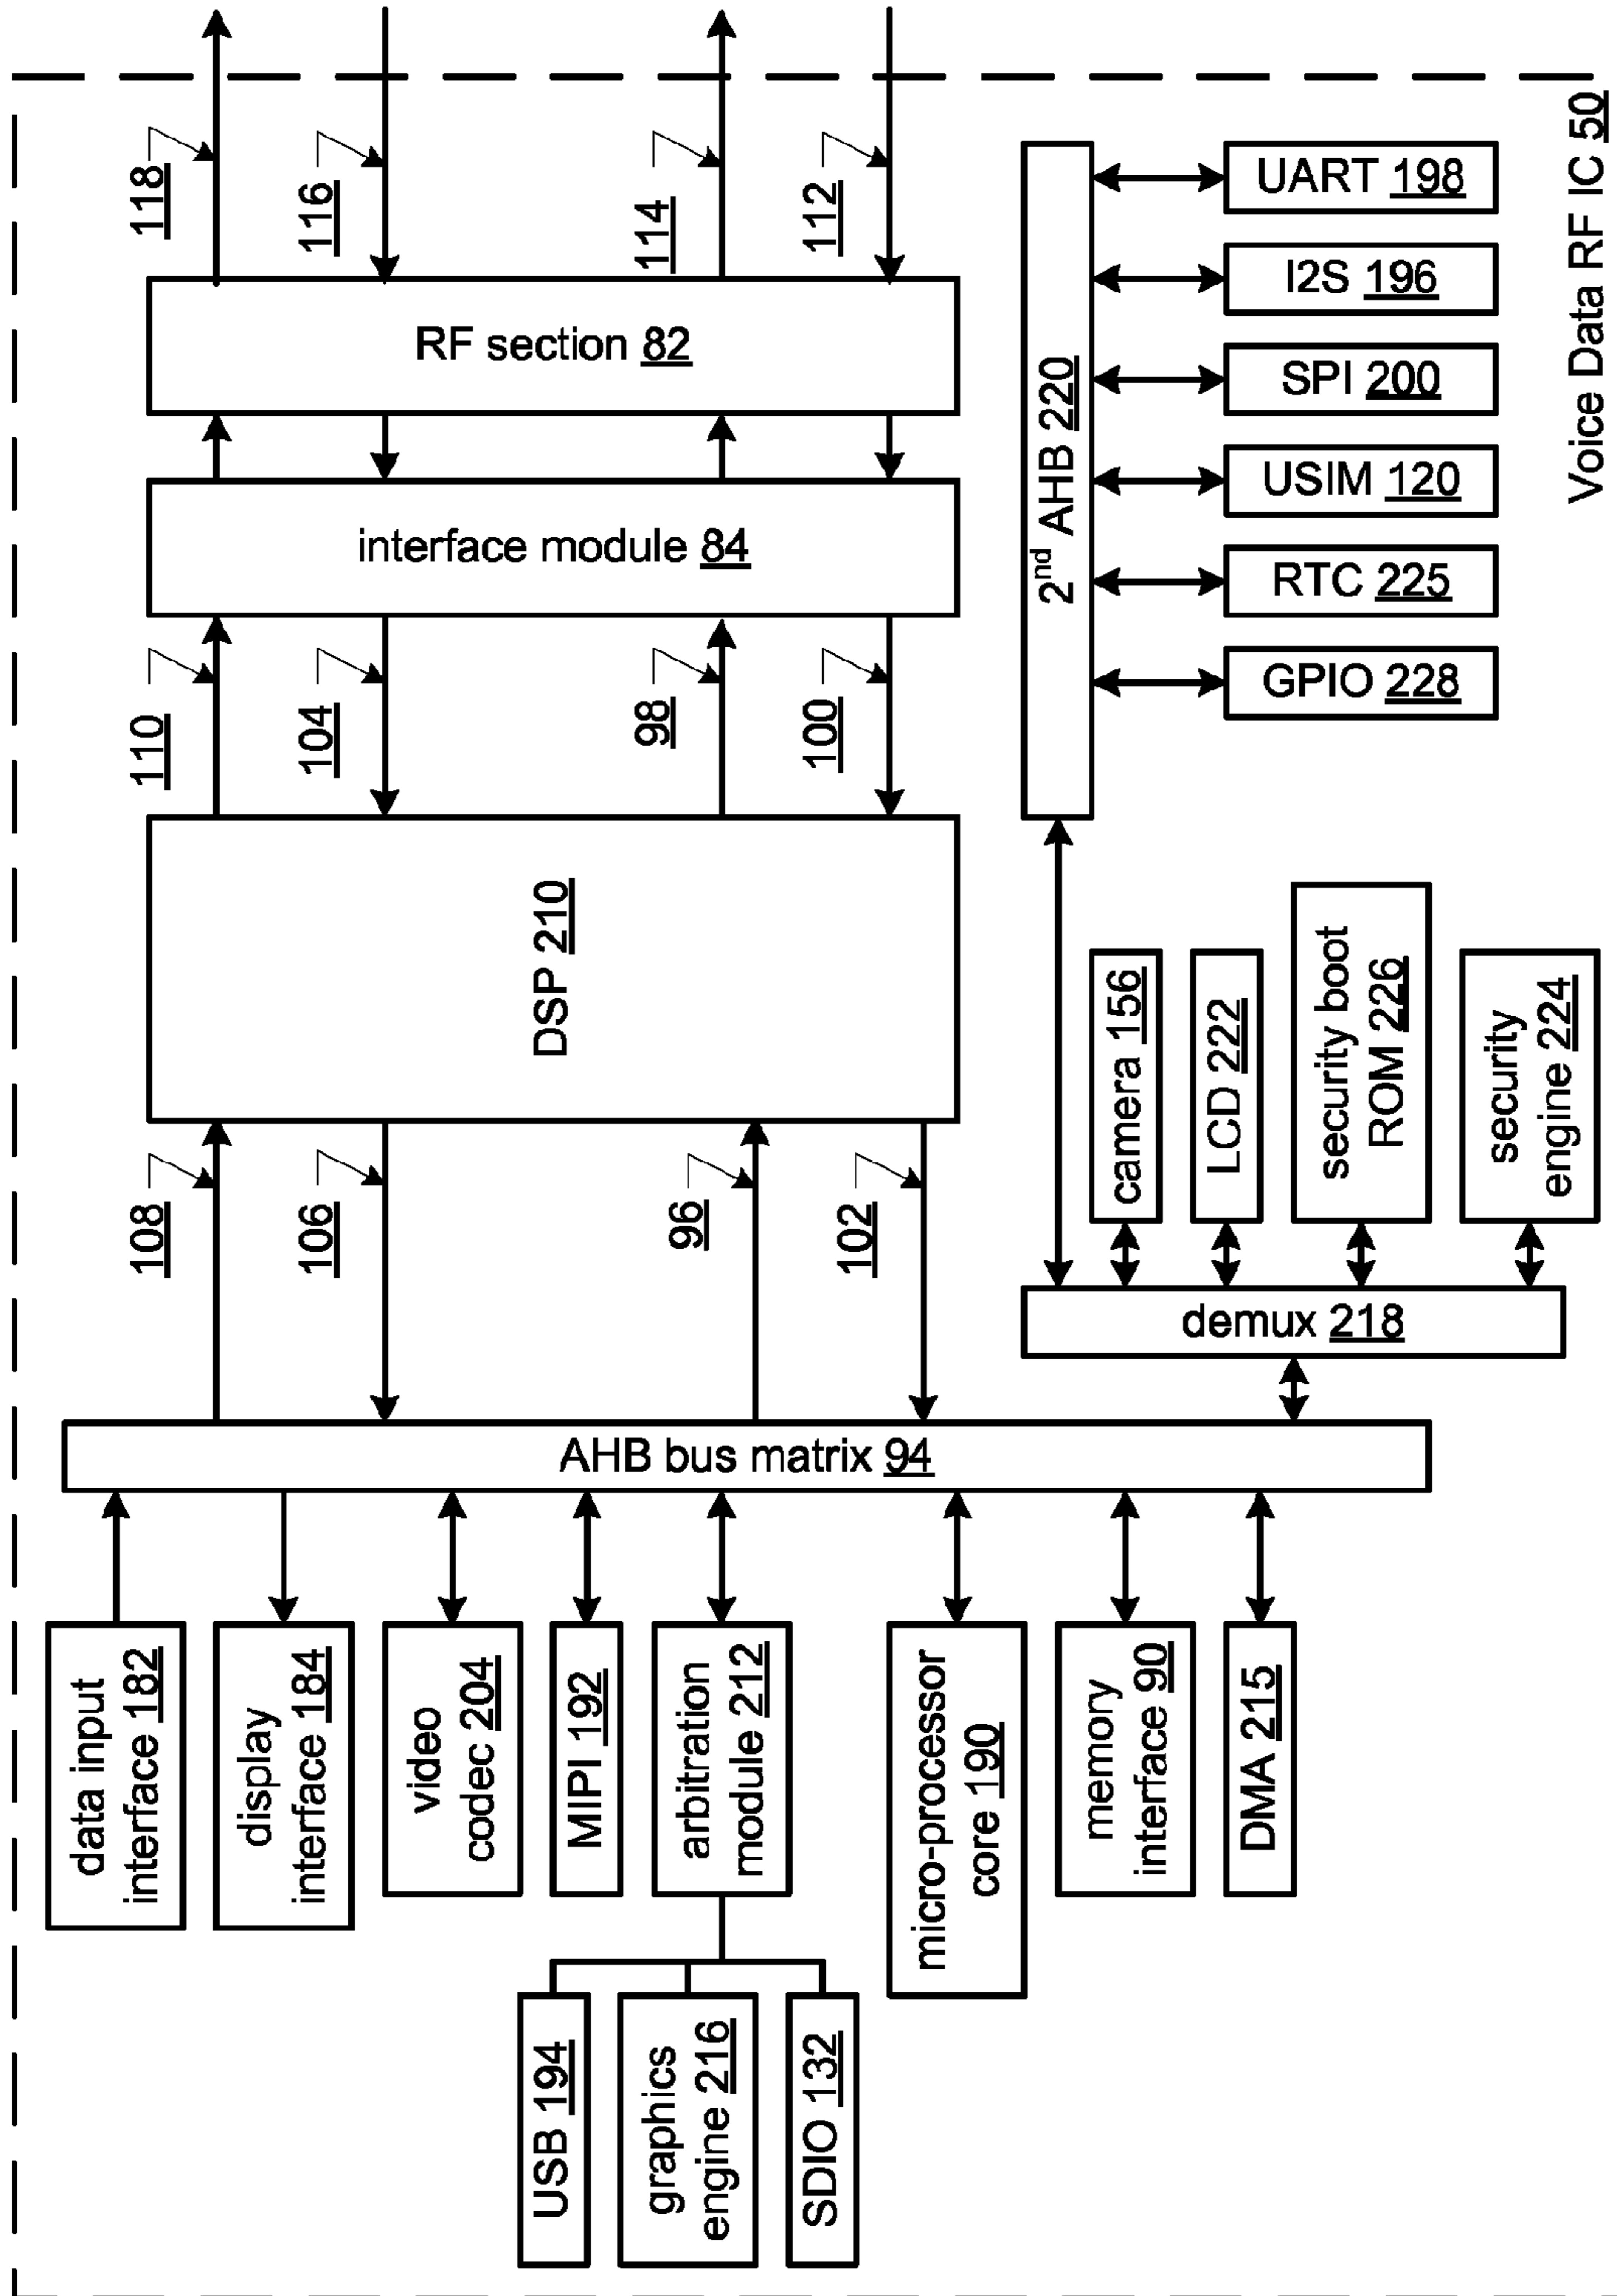 data input
interface 182
108
110
118
display
interface 184
106
104
116
video
codec 204
USB 194
MIPI 192
AHB bus matrix 94
DSP 210
interface module 84
RF section 82
graphics
engine 216
arbitration
module 212
96
98
114
SDIO 132
102
100
112
micro-processor
core 190
memory
interface 90
DMA 215
demux 218
camera 156
LCD 222
security boot
ROM 226
security
engine 224
2nd AHB 220
GPIO 228
RTC 225
USIM 120
SPI 200
I2S 196
UART 198
Voice Data RF IC 50